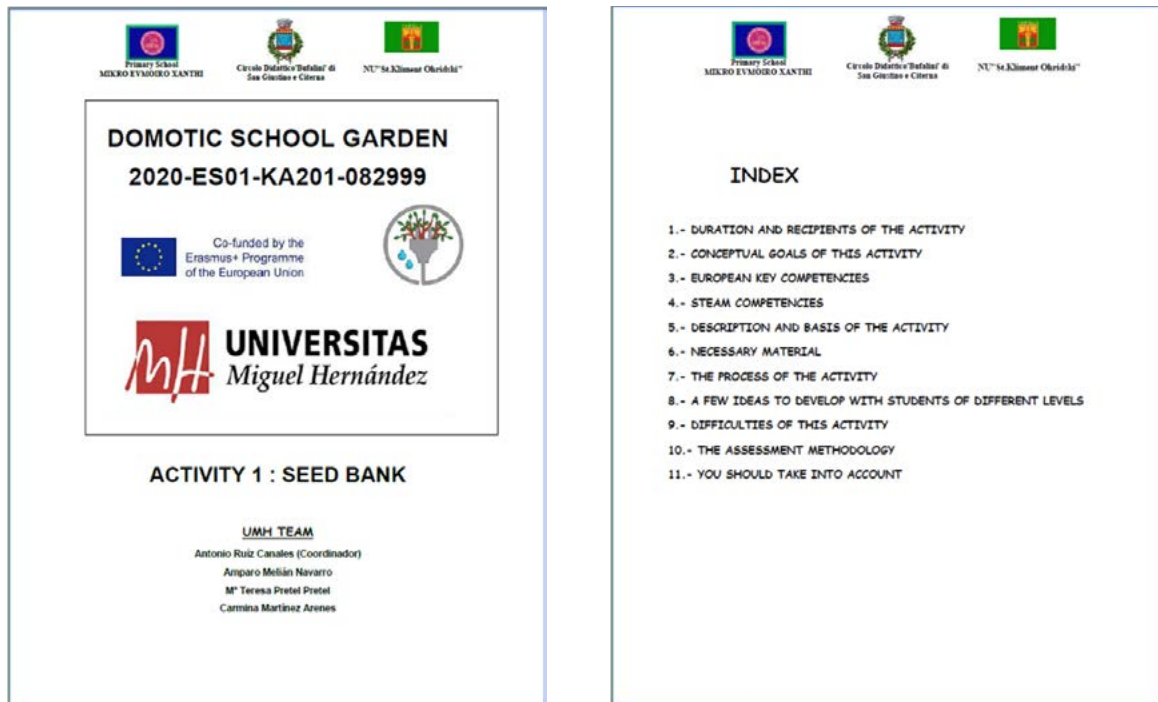 Primary School
MIKRO EVMOIRO XANTHI
Circolo Didattico "Bufalini" di
San Giustino e Citerna
NU "St.Kliment Ohridski"
DOMOTIC SCHOOL GARDEN
2020-ES01-KA201-082999
Co-funded by the
Erasmus+ Programme
of the European Union
MH
UNIVERSITAS
Miguel Hernández
ACTIVITY 1 : SEED BANK
UMH TEAM
Antonio Ruiz Canales (Coordinador)
Amparo Melián Navarro
Mª Teresa Pretel Pretel
Carmina Martínez Arenes
Primary School
MIKRO EVMOIRO XANTHI
Circolo Didattico "Bufalini" di
San Giustino e Citerna
NU "St.Kliment Ohridski"
INDEX
1.- DURATION AND RECIPIENTS OF THE ACTIVITY
2.- CONCEPTUAL GOALS OF THIS ACTIVITY
3.- EUROPEAN KEY COMPETENCIES
4.- STEAM COMPETENCIES
5.- DESCRIPTION AND BASIS OF THE ACTIVITY
6.- NECESSARY MATERIAL
7.- THE PROCESS OF THE ACTIVITY
8.- A FEW IDEAS TO DEVELOP WITH STUDENTS OF DIFFERENT LEVELS
9.- DIFFICULTIES OF THIS ACTIVITY
10.- THE ASSESSMENT METHODOLOGY
11.- YOU SHOULD TAKE INTO ACCOUNT